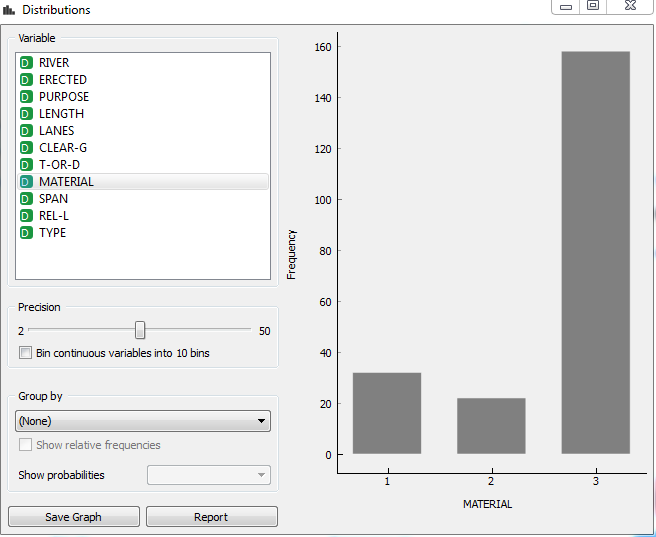 Distributions
Variable
D RIVER
D ERECTED
D PURPOSE
D LENGTH
D LANES
D CLEAR-G
D T-OR-D
D MATERIAL
D SPAN
D REL-L
D TYPE
Precision
2 50
Bin continuous variables into 10 bins
Group by
(None)
Show relative frequencies
Show probabilities
Save Graph
Report
Frequency
160
140
120
100
80
60
40
20
0
1 2 3
MATERIAL